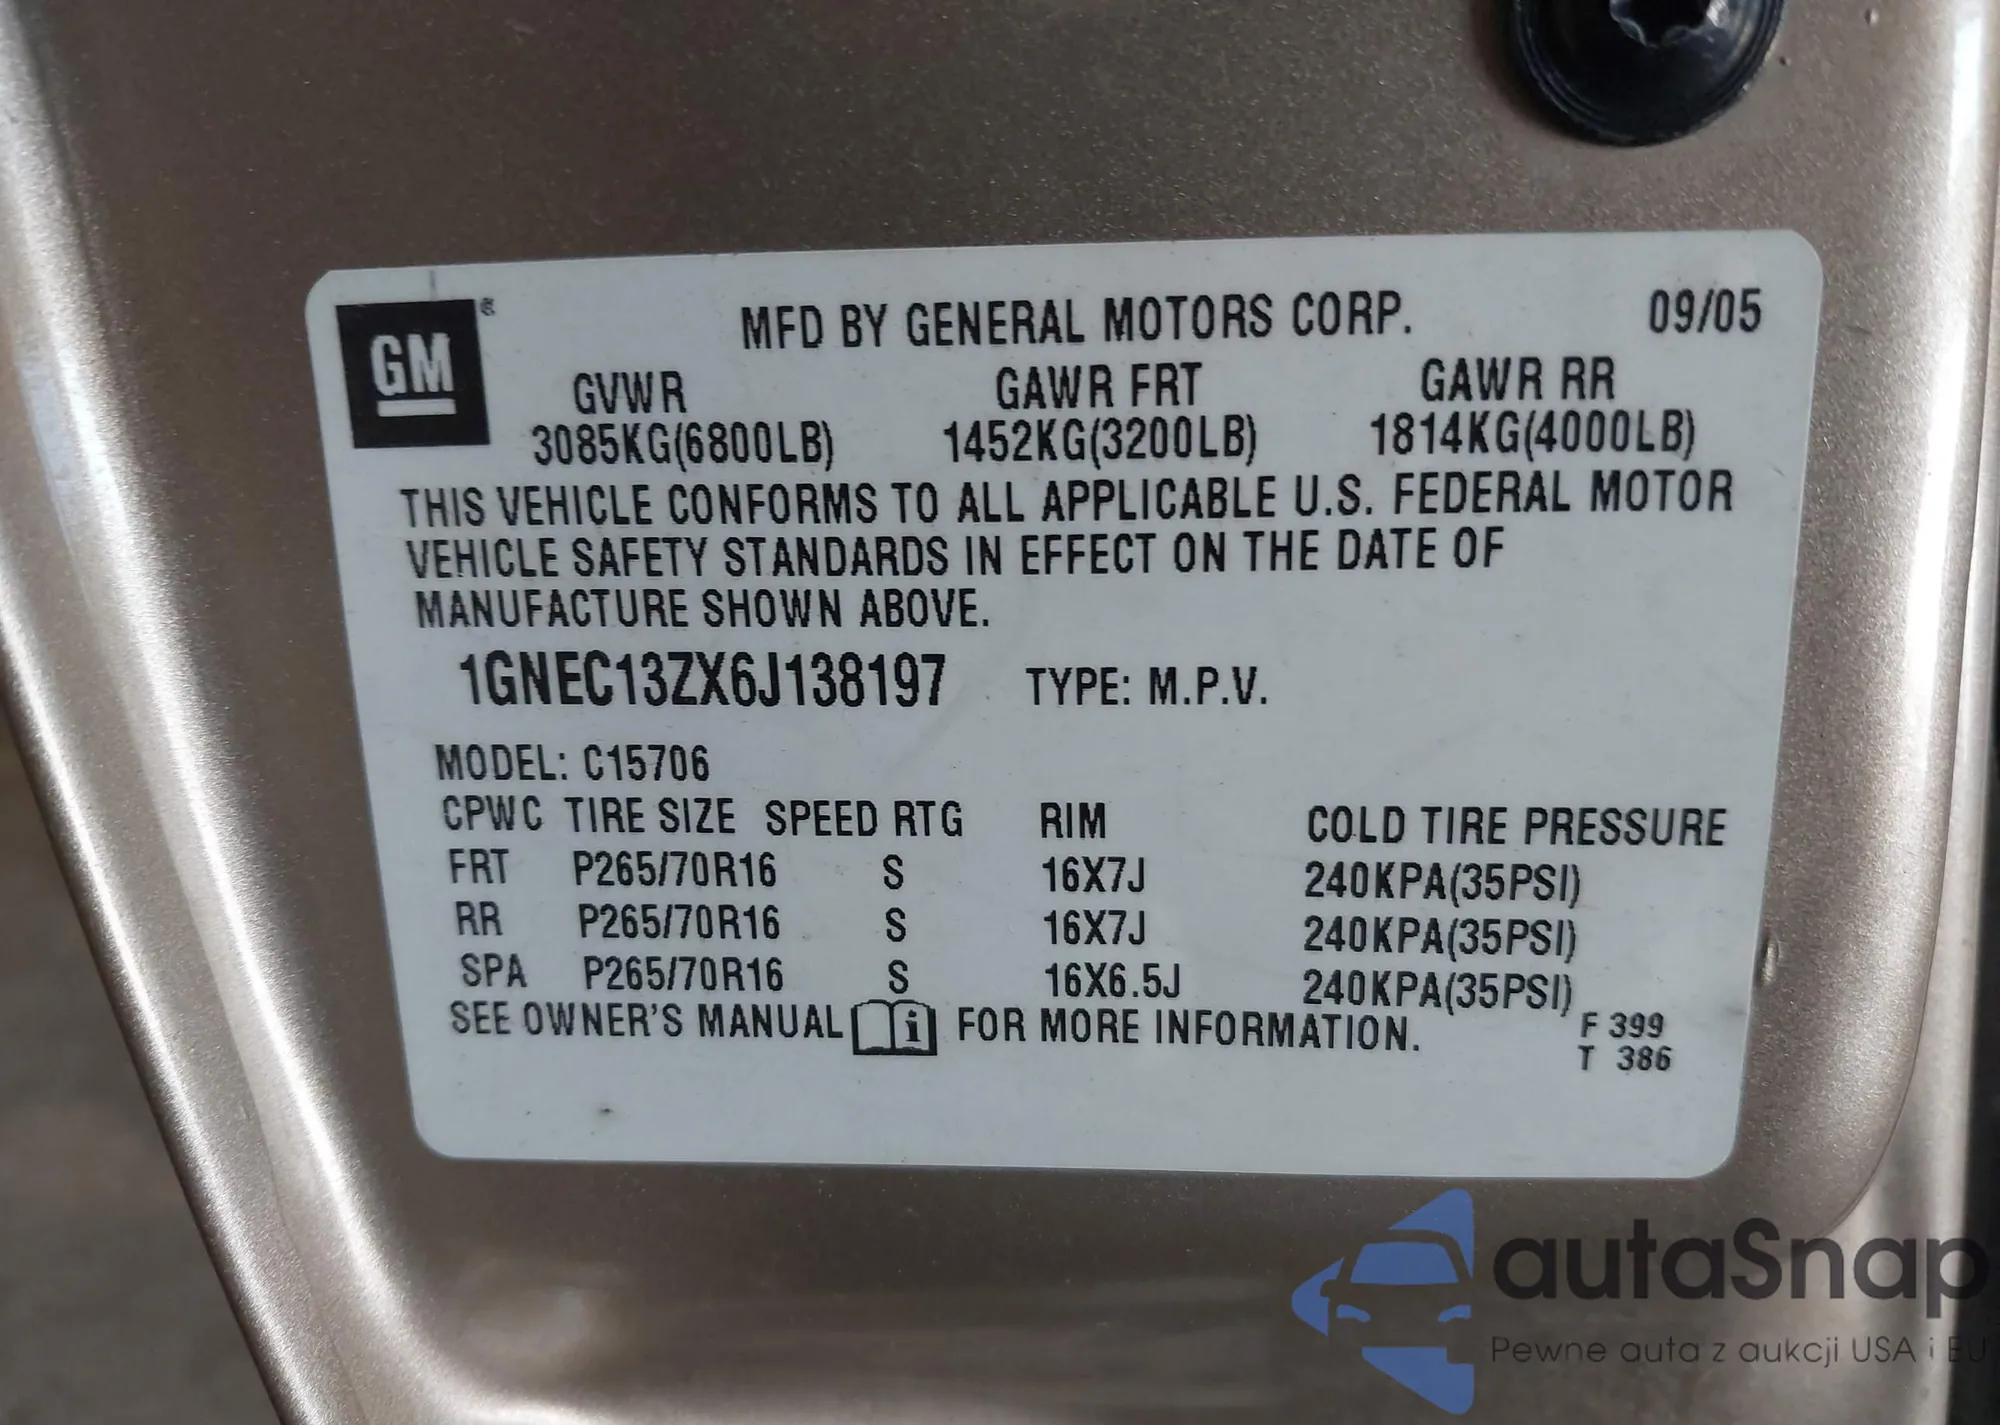 GM®
MFD BY GENERAL MOTORS CORP. 09/05
GVWR GAWR FRT GAWR RR
3085KG(6800LB) 1452KG(3200LB) 1814KG(4000LB)
THIS VEHICLE CONFORMS TO ALL APPLICABLE U.S. FEDERAL MOTOR
VEHICLE SAFETY STANDARDS IN EFFECT ON THE DATE OF
MANUFACTURE SHOWN ABOVE.
1GNEC13ZX6J138197 TYPE: M.P.V.
MODEL: C15706
CPWC TIRE SIZE SPEED RTG RIM COLD TIRE PRESSURE
FRT P265/70R16 S 16X7J 240KPA(35PSI)
RR P265/70R16 S 16X7J 240KPA(35PSI)
SPA P265/70R16 S 16X6.5J 240KPA(35PSI)
SEE OWNER'S MANUAL i FOR MORE INFORMATION.
F 399
T 386
autaSnap
Pewne auta z aukcji USA i EU